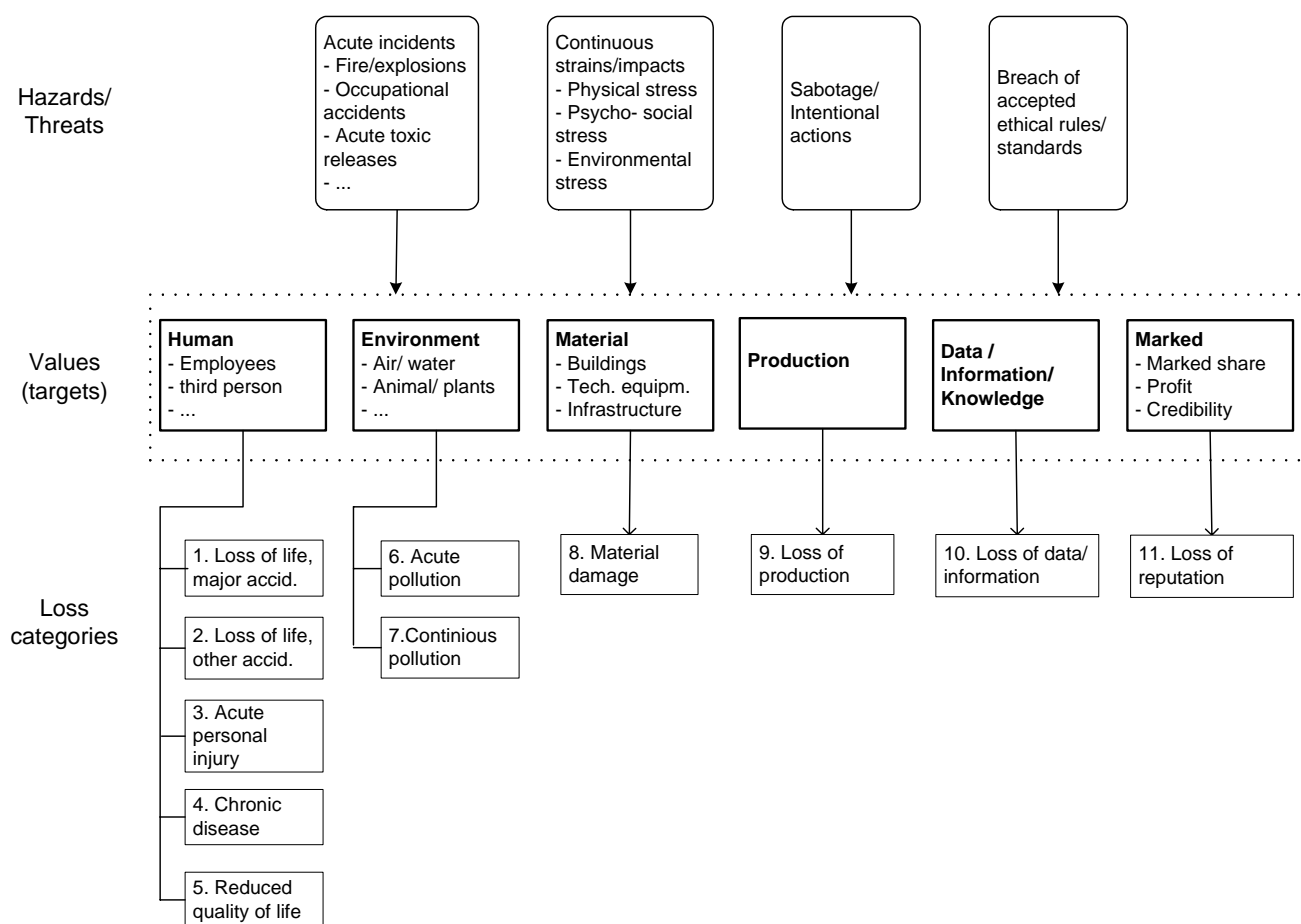 Hazards/
Threats
Acute incidents
- Fire/explosions
- Occupational
accidents
- Acute toxic
releases
- ...
Continuous
strains/impacts
- Physical stress
- Psycho- social
stress
- Environmental
stress
Sabotage/
Intentional
actions
Breach of
accepted
ethical rules/
standards
Values
(targets)
Human
- Employees
- third person
- ...
Environment
- Air/ water
- Animal/ plants
- ...
Material
- Buildings
- Tech. equipm.
- Infrastructure
Production
Data /
Information/
Knowledge
Marked
- Marked share
- Profit
- Credibility
Loss
categories
1. Loss of life,
major accid.
2. Loss of life,
other accid.
3. Acute
personal
injury
4. Chronic
disease
5. Reduced
quality of life
6. Acute
pollution
7.Continious
pollution
8. Material
damage
9. Loss of
production
10. Loss of data/
information
11. Loss of
reputation